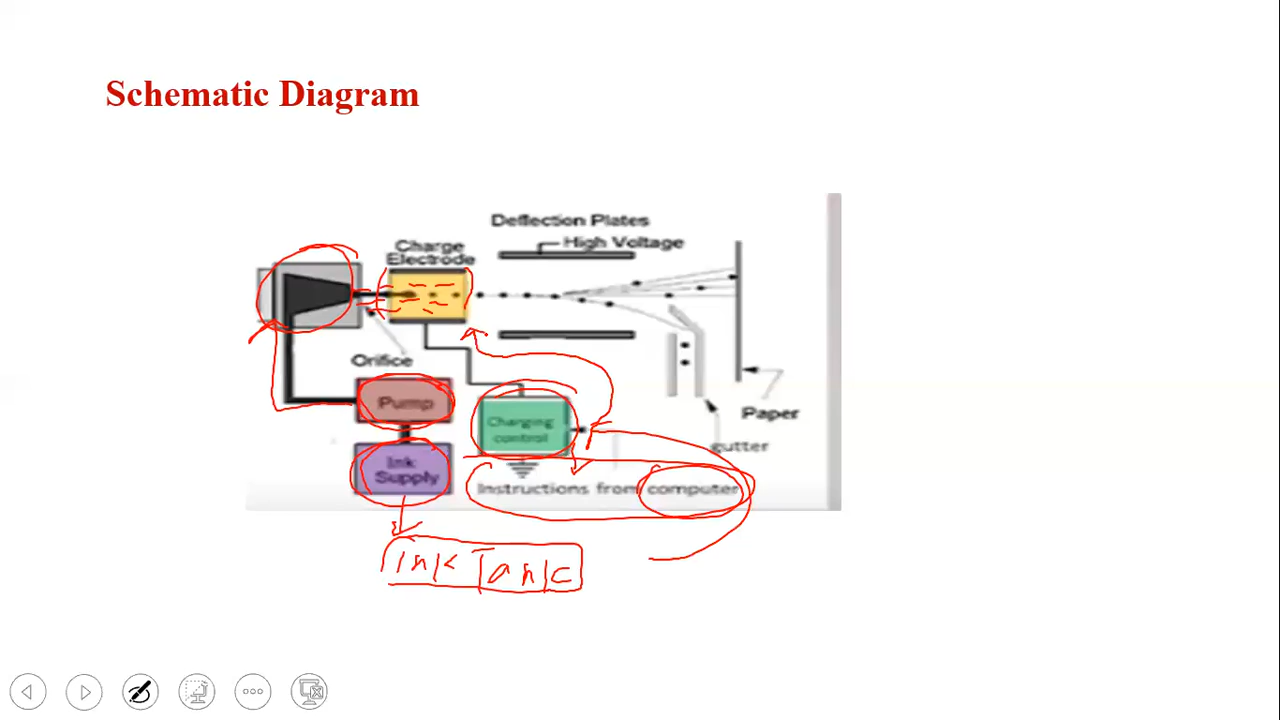 Schematic Diagram
Deflection Plates
High Voltage
Charge
Electrode
Orifice
Pump
Charging
control
Paper
gutter
Ink
Supply
Instructions from computer
Ink Tank